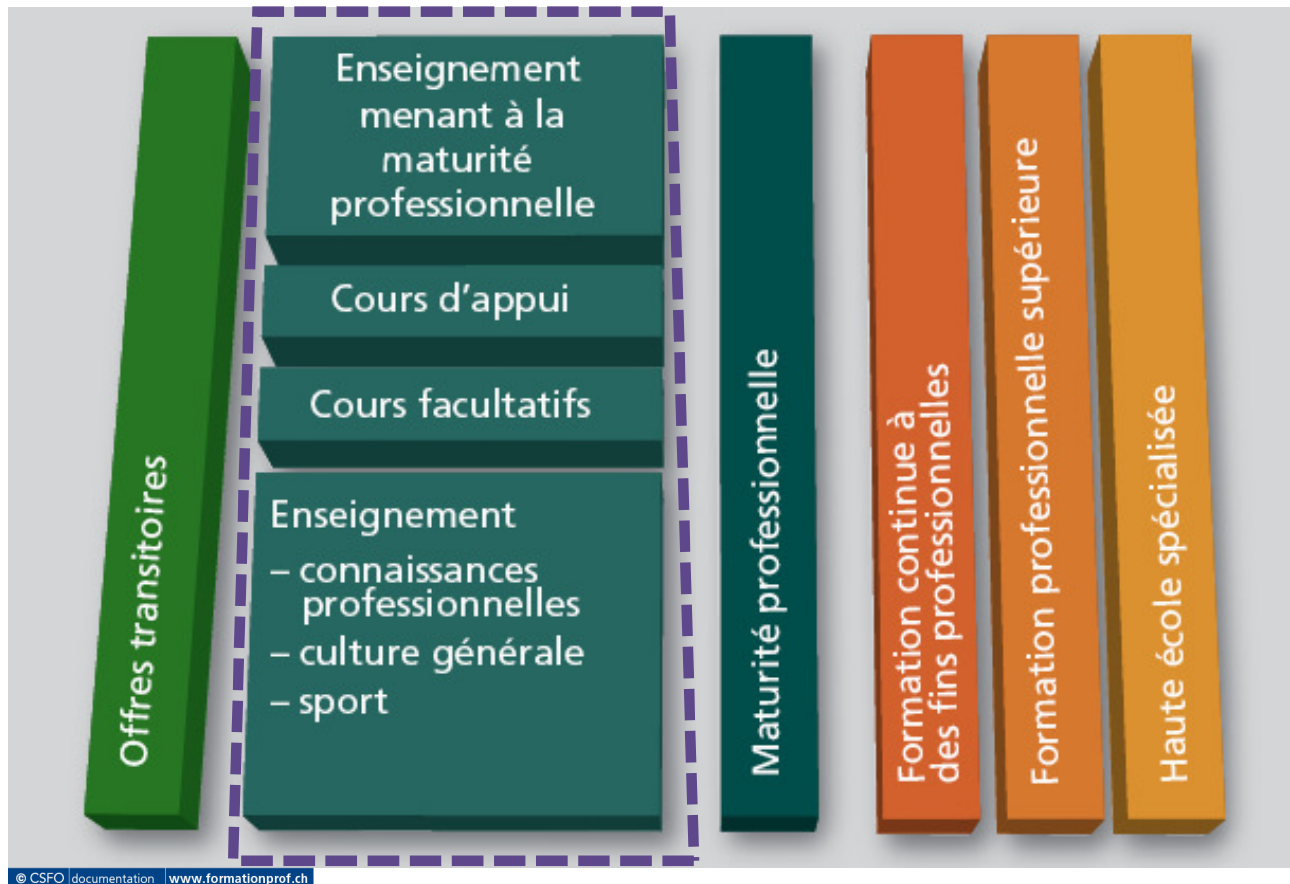 Offres transitoires
Enseignement
menant à la
maturité
professionnelle
Cours d’appui
Cours facultatifs
Enseignement
– connaissances
professionnelles
– culture générale
– sport
Maturité professionnelle
Formation continue à
des fins professionnelles
Formation professionnelle supérieure
Haute école spécialisée
© CSFO documentation www.formationprof.ch